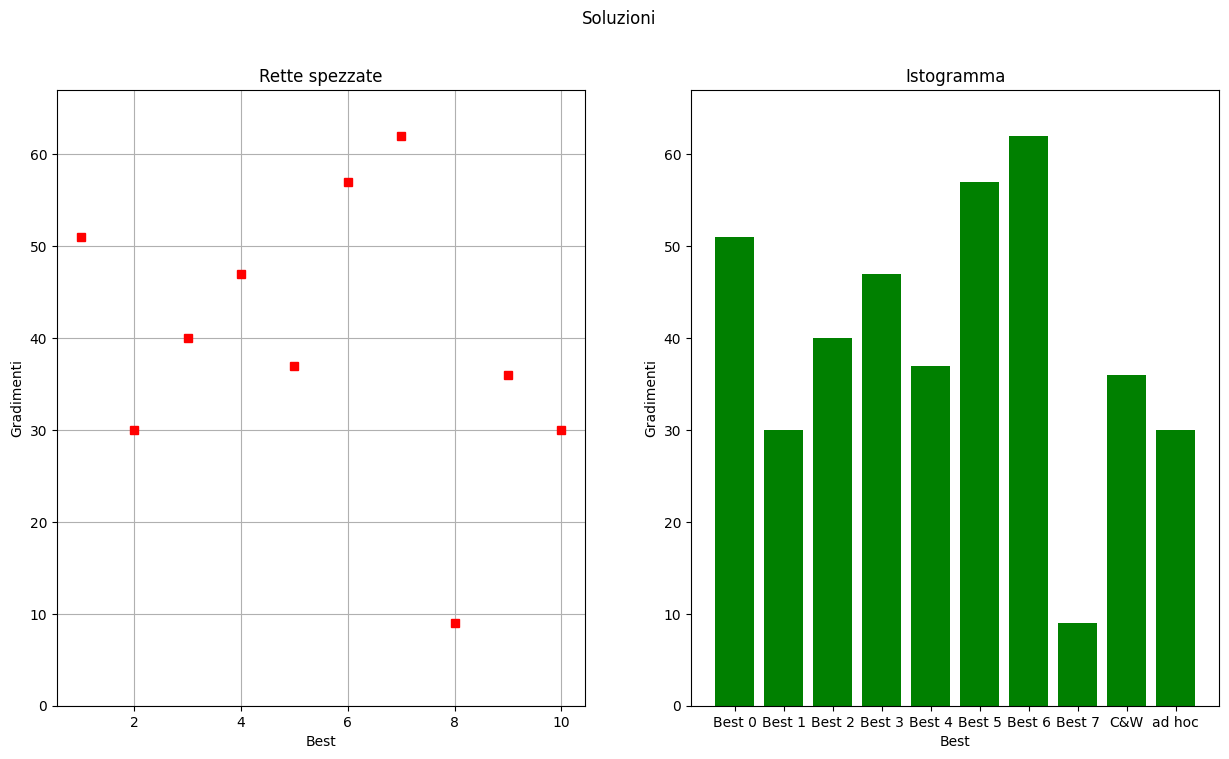 Soluzioni
Rette spezzate
Gradimenti
60
50
40
30
20
10
0
2 4 6 8 10
Best
Istogramma
Gradimenti
60
50
40
30
20
10
0
Best 0 Best 1 Best 2 Best 3 Best 4 Best 5 Best 6 Best 7 C&W ad hoc
Best